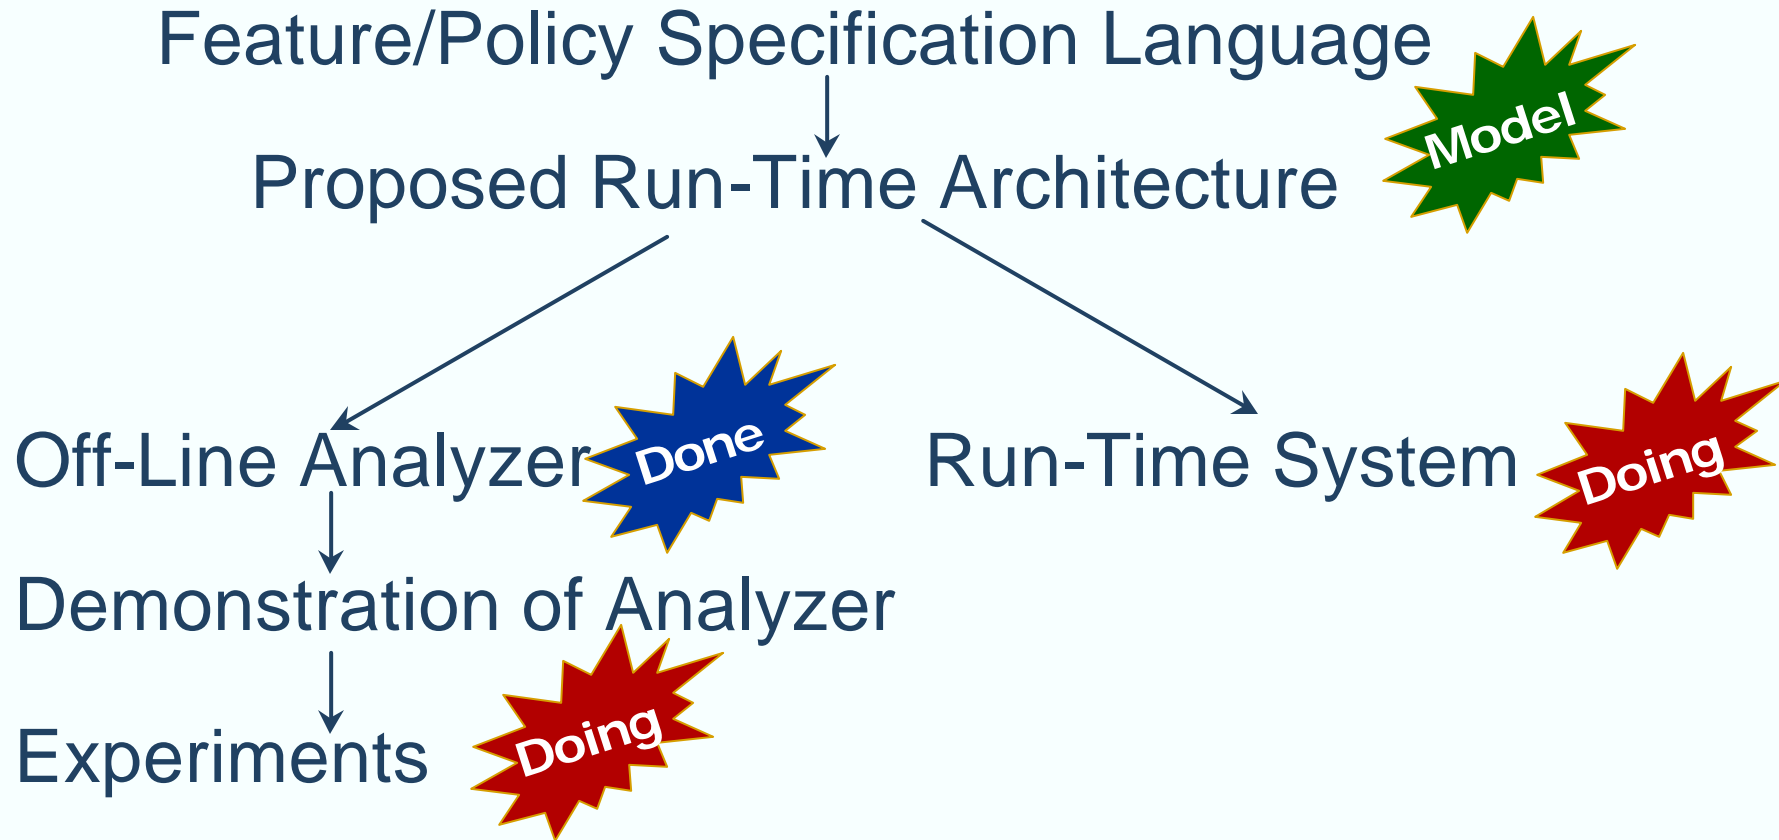 Feature/Policy Specification Language
Model
Proposed Run-Time Architecture
Off-Line Analyzer
Done
Run-Time System
Doing
Demonstration of Analyzer
Experiments
Doing